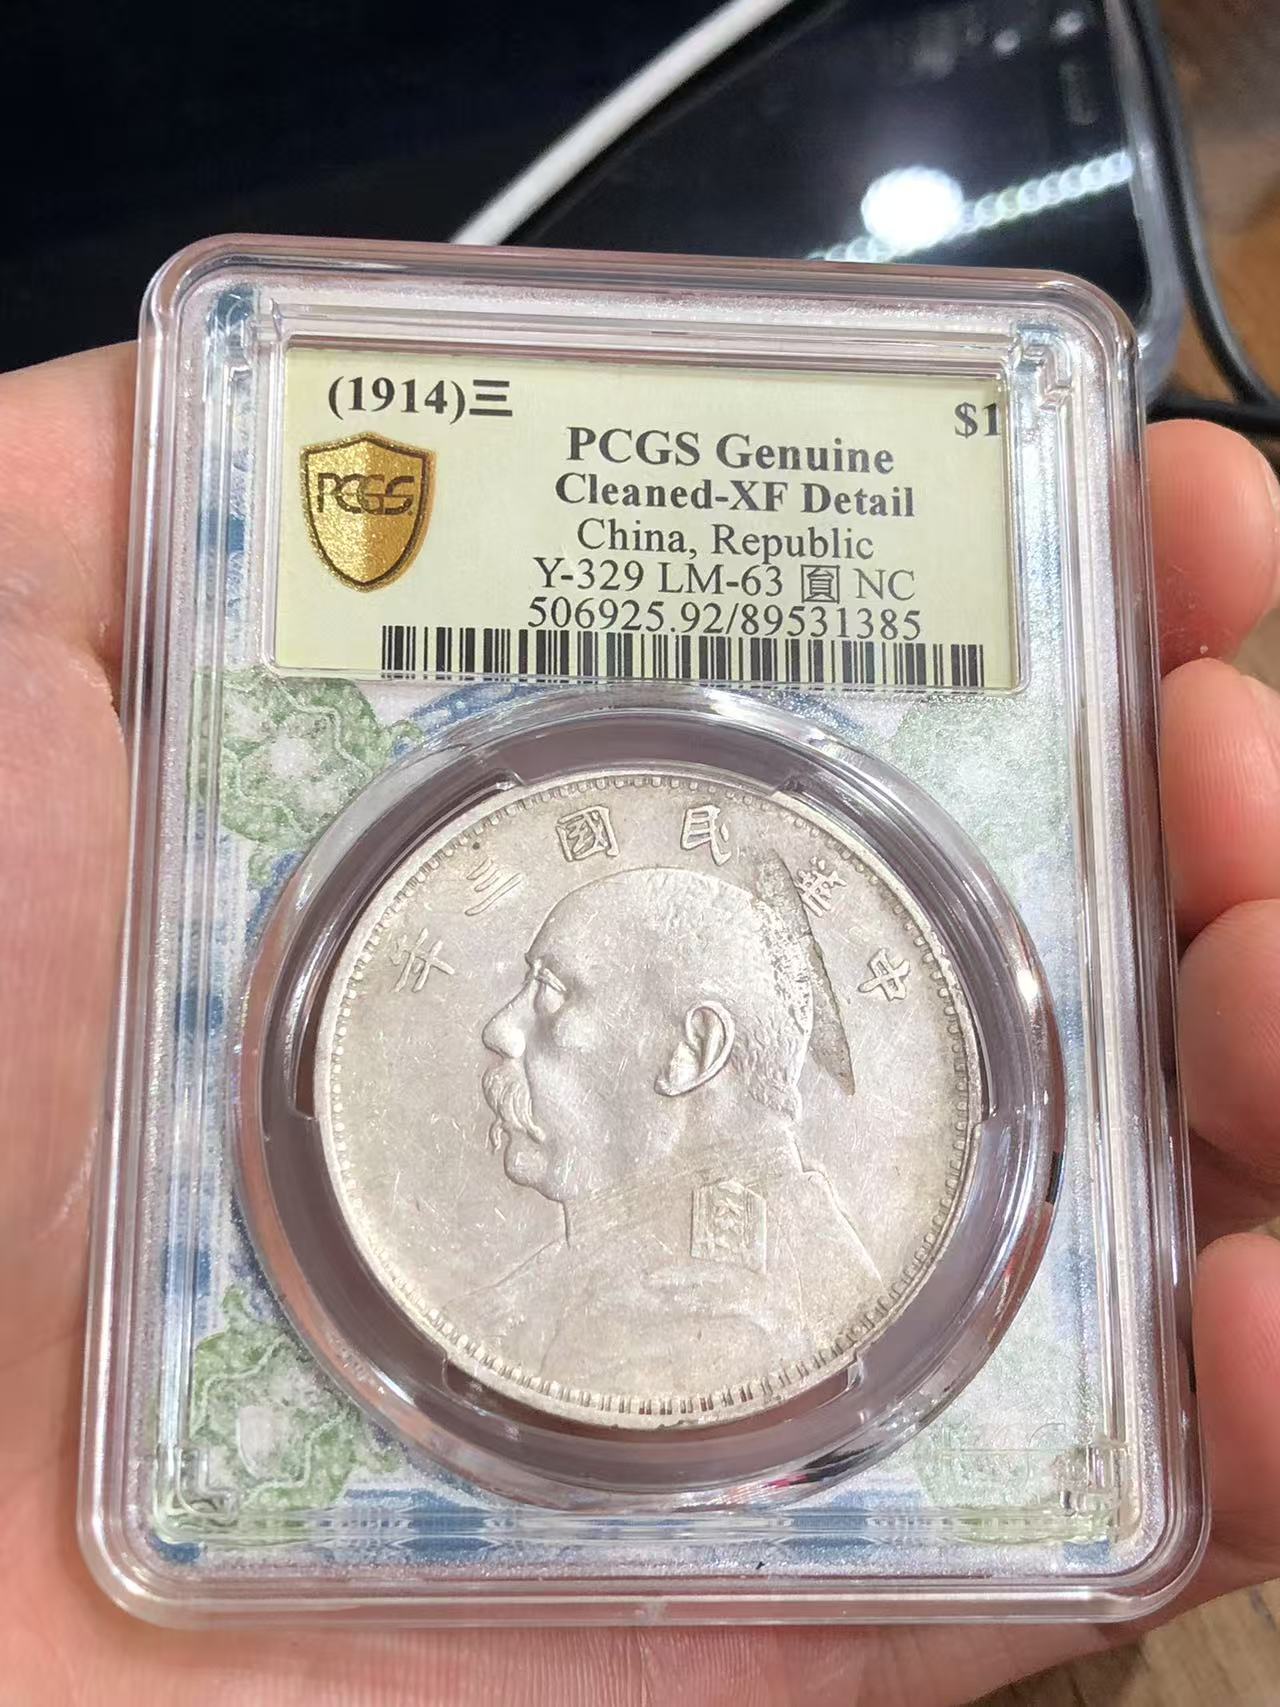 (1914)三 $1
PCGS Genuine
Cleaned-XF Detail
China, Republic
Y-329 LM-63 圓 NC
506925.92/89531385
PCGS
年三國民華中